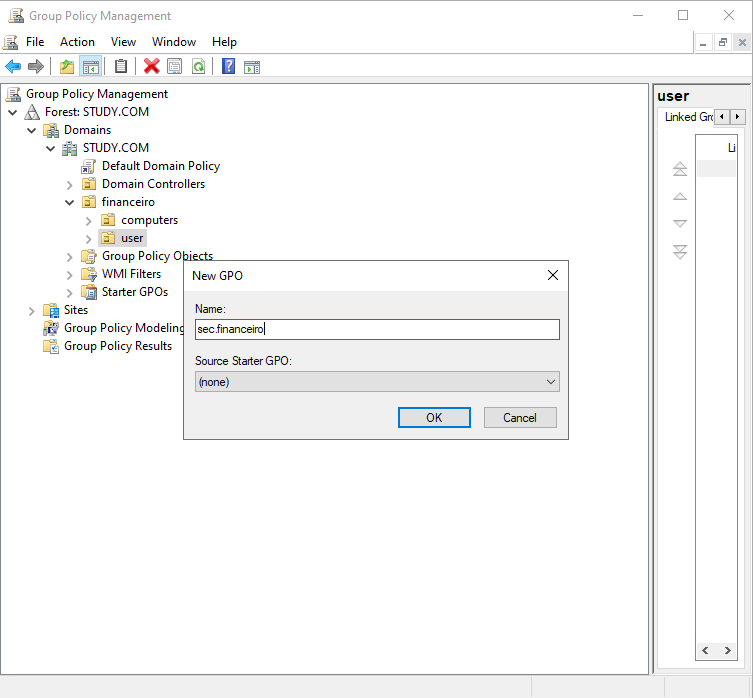 Group Policy Management
File Action View Window Help
Group Policy Management
Forest: STUDY.COM
Domains
STUDY.COM
Default Domain Policy
Domain Controllers
financeiro
computers
user
Group Policy Objects
WMI Filters
Starter GPOs
Sites
Group Policy Modeling
Group Policy Results
user
Linked Gro
Li
New GPO
Name:
sec.financeiro
Source Starter GPO:
(none)
OK Cancel